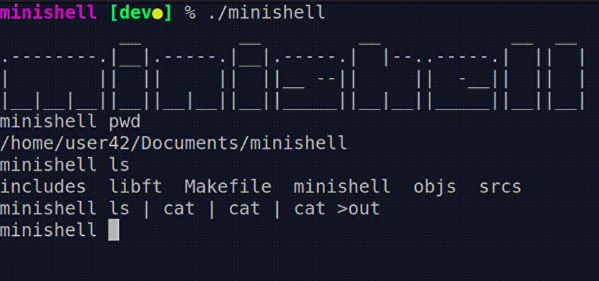 minishell [dev●] % ./minishell
minishell
minishell pwd
/home/user42/Documents/minishell
minishell ls
includes  libft  Makefile  minishell  objs  srcs
minishell ls | cat | cat | cat >out
minishell